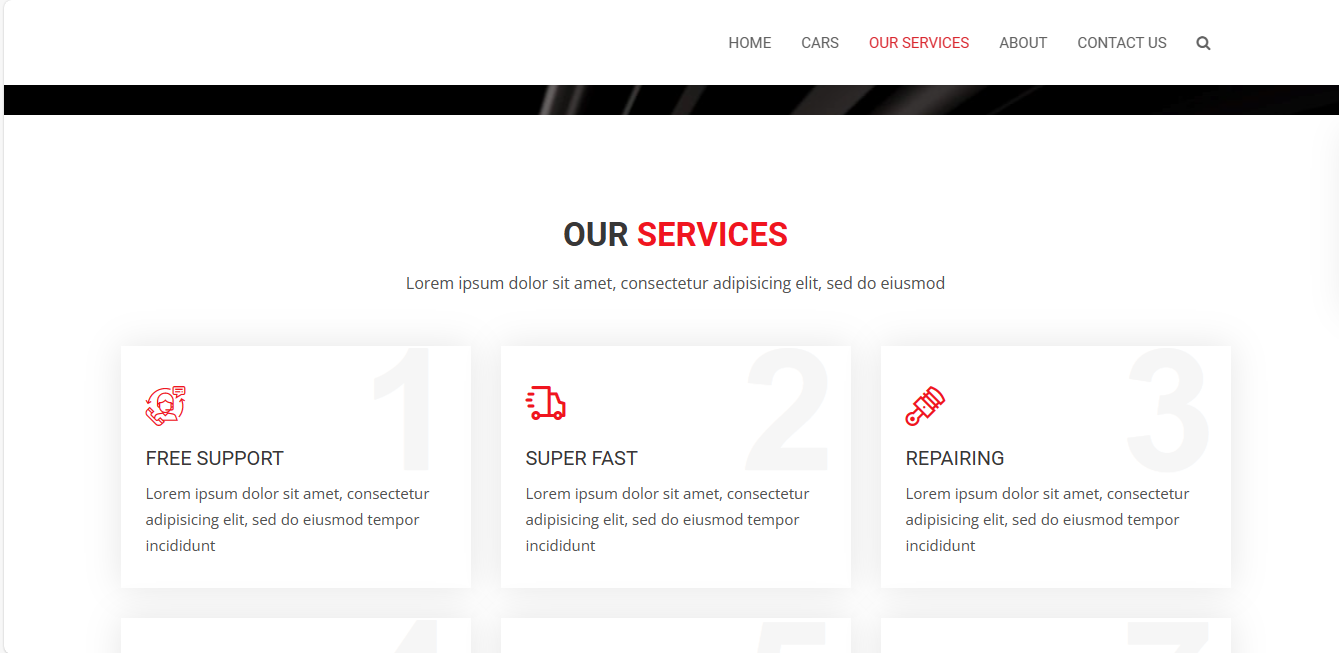 HOME CARS OUR SERVICES ABOUT CONTACT US
OUR SERVICES
Lorem ipsum dolor sit amet, consectetur adipisicing elit, sed do eiusmod
1
FREE SUPPORT
Lorem ipsum dolor sit amet, consectetur
adipisicing elit, sed do eiusmod tempor
incididunt
2
SUPER FAST
Lorem ipsum dolor sit amet, consectetur
adipisicing elit, sed do eiusmod tempor
incididunt
3
REPAIRING
Lorem ipsum dolor sit amet, consectetur
adipisicing elit, sed do eiusmod tempor
incididunt